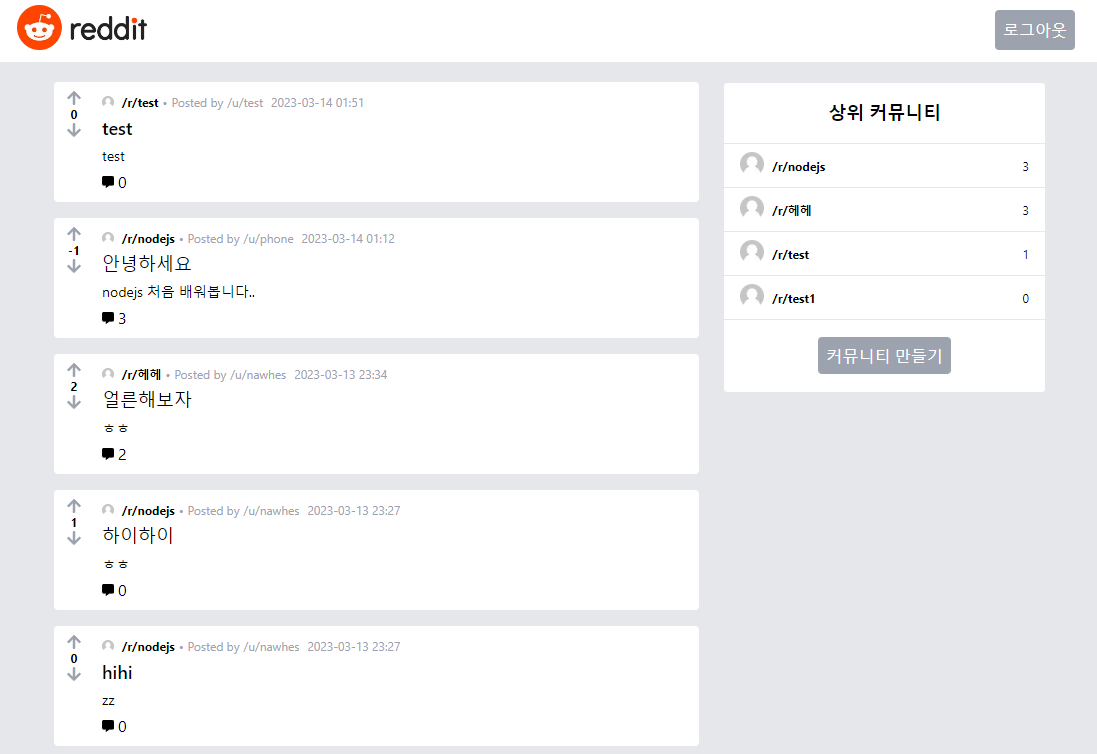 reddit
로그아웃
0
/r/test • Posted by /u/test 2023-03-14 01:51
test
test
0
-1
/r/nodejs • Posted by /u/phone 2023-03-14 01:12
안녕하세요
nodejs 처음 배워봅니다..
3
2
/r/헤헤 • Posted by /u/nawhes 2023-03-13 23:34
얼른해보자
ㅎㅎ
2
1
/r/nodejs • Posted by /u/nawhes 2023-03-13 23:27
하이하이
ㅎㅎ
0
0
/r/nodejs • Posted by /u/nawhes 2023-03-13 23:27
hihi
zz
0
상위 커뮤니티
/r/nodejs 3
/r/헤헤 3
/r/test 1
/r/test1 0
커뮤니티 만들기